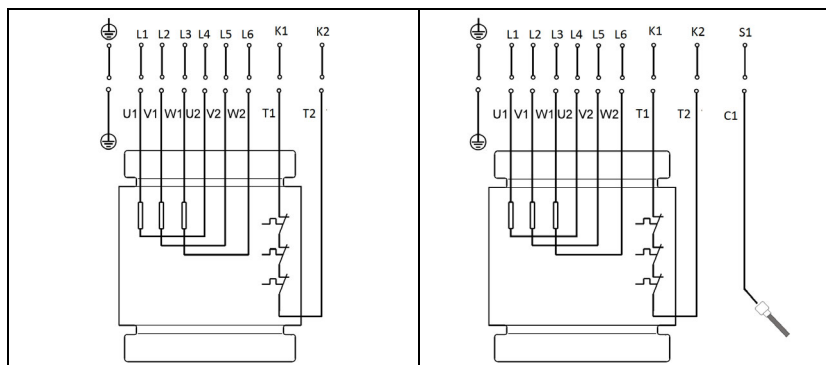 L1 L2 L3 L4 L5 L6 K1 K2
U1 V1 W1 U2 V2 W2 T1 T2
L1 L2 L3 L4 L5 L6 K1 K2 S1
U1 V1 W1 U2 V2 W2 T1 T2 C1